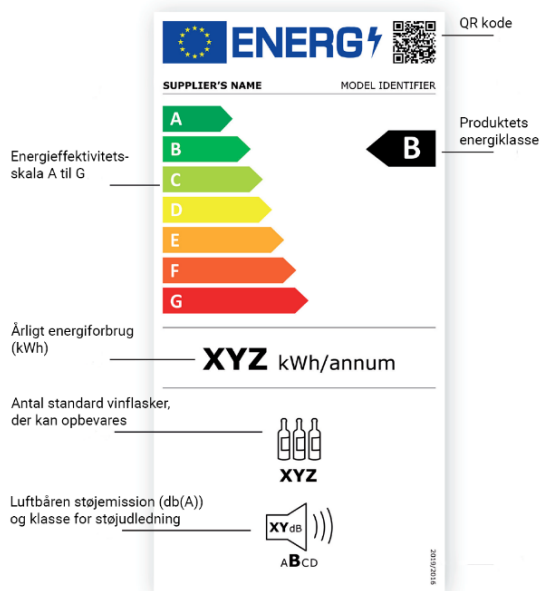 QR kode
ENERG
SUPPLIER'S NAME
MODEL IDENTIFIER
A
B
C
D
E
F
G
B
Produktets
energiklasse
Energieffektivitets-
skala A til G
Årligt energiforbrug
(kWh)
XYZ kWh/annum
Antal standard vinflasker,
der kan opbevares
XYZ
Luftbåren støjemission (db(A))
og klasse for støjudledning
XYdB
ABCD
2019/2016